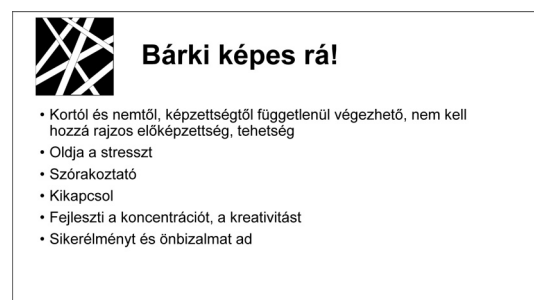 Bárki képes rá!
• Kortól és nemtől, képzettségtől függetlenül végezhető, nem kell
hozzá rajzos előképzettség, tehetség
• Oldja a stresszt
• Szórakoztató
• Kikapcsol
• Fejleszti a koncentrációt, a kreativitást
• Sikerélményt és önbizalmat ad